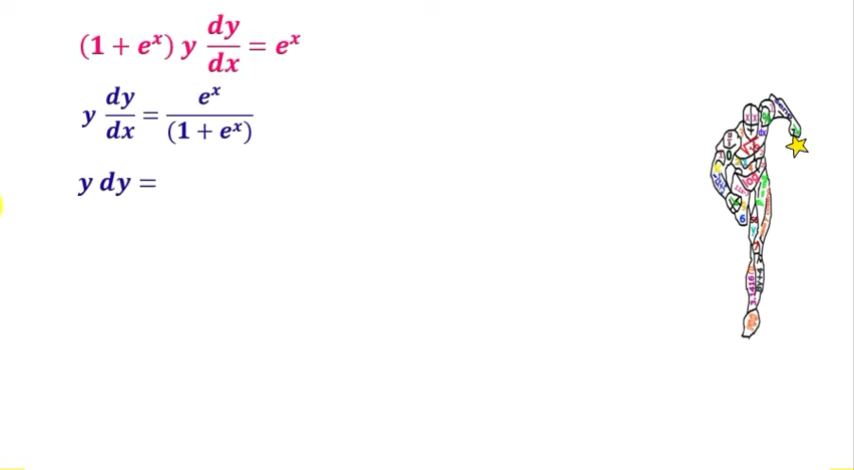 (1 + eˣ) y dy/dx = eˣ
y dy/dx = eˣ/(1 + eˣ)
y dy =